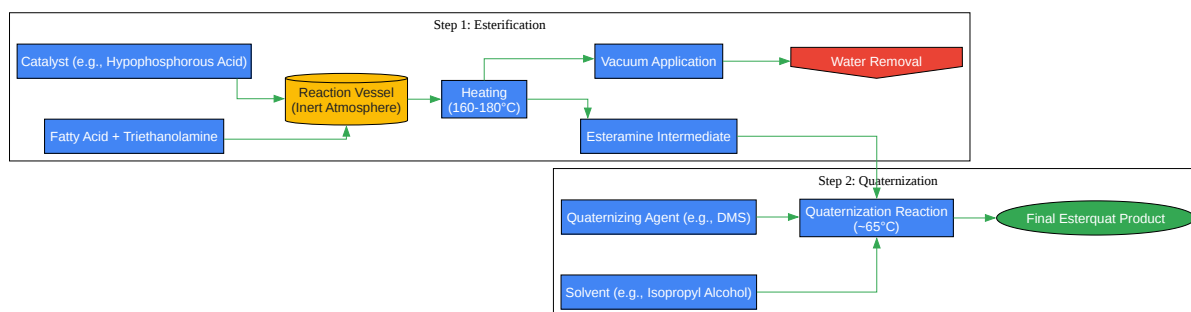 Step 1: Esterification
Catalyst (e.g., Hypophosphorous Acid)
Vacuum Application
Water Removal
Reaction Vessel
(Inert Atmosphere)
Heating
(160-180°C)
Fatty Acid + Triethanolamine
Esteramine Intermediate
Step 2: Quaternization
Quaternizing Agent (e.g., DMS)
Quaternization Reaction
(~65°C)
Final Esterquat Product
Solvent (e.g., Isopropyl Alcohol)